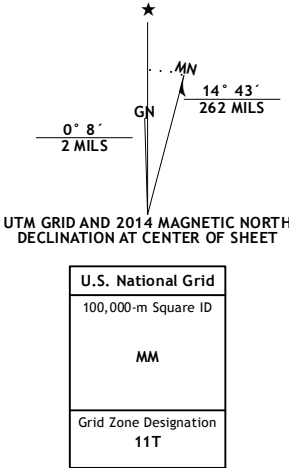 ★
MN
GN
14° 43´
262 MILS
0° 8´
2 MILS
UTM GRID AND 2014 MAGNETIC NORTH
DECLINATION AT CENTER OF SHEET
U.S. National Grid
100,000-m Square ID
MM
Grid Zone Designation
11T